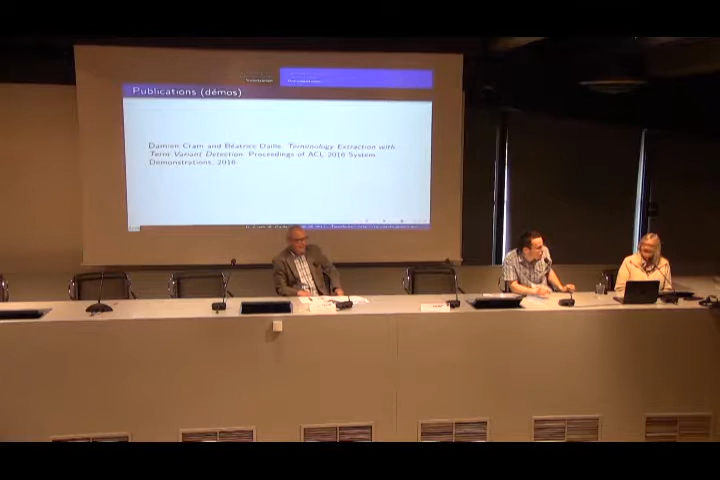 Publications (démos)
Damien Cram and Béatrice Daille. Terminology Extraction with
Term Variant Detection. Proceedings of ACL 2016 System
Demonstrations, 2016